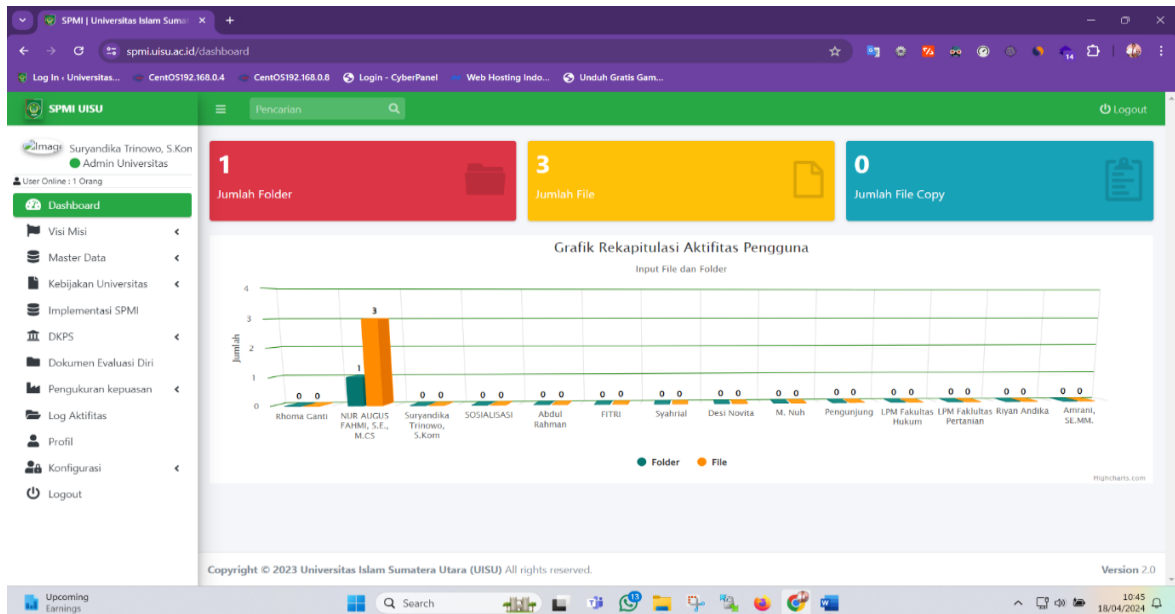 SPMI | Universitas Islam Suma
spmi.uisu.ac.id/dashboard
14
Log In ‹ Universitas... CentOS192.168.0.4 CentOS192.168.0.8 Login - CyberPanel Web Hosting Indo... Unduh Gratis Gam...
SPMI UISU
Pencarian
Logout
Image
Suryandika Trinowo, S.Kom
Admin Universitas
User Online : 1 Orang
Dashboard
Visi Misi
Master Data
Kebijakan Universitas
Implementasi SPMI
DKPS
Dokumen Evaluasi Diri
Pengukuran kepuasan
Log Aktifitas
Profil
Konfigurasi
Logout
1
Jumlah Folder
3
Jumlah File
0
Jumlah File Copy
Grafik Rekapitulasi Aktifitas Pengguna
Input File dan Folder
Jumlah
4
3
2
1
0
0 0
1 3
0 0
0 0
0 0
0 0
0 0
0 0
0 0
0 0
0 0
0 0
0 0
0 0
Rhoma Ganti
NUR AUGUS
FAHMI, S.E.,
M.CS
Suryandika
Trinowo,
S.Kom
SOSIALISASI
Abdul
Rahman
FITRI
Syahrial
Desi Novita
M. Nuh
Pengunjung
LPM Fakultas
Hukum
LPM Faklultas
Pertanian
Riyan Andika
Amrani,
SE.MM.
Folder File
Highcharts.com
Copyright © 2023 Universitas Islam Sumatera Utara (UISU) All rights reserved.
Version 2.0
Upcoming
Earnings
Search
10:45
18/04/2024